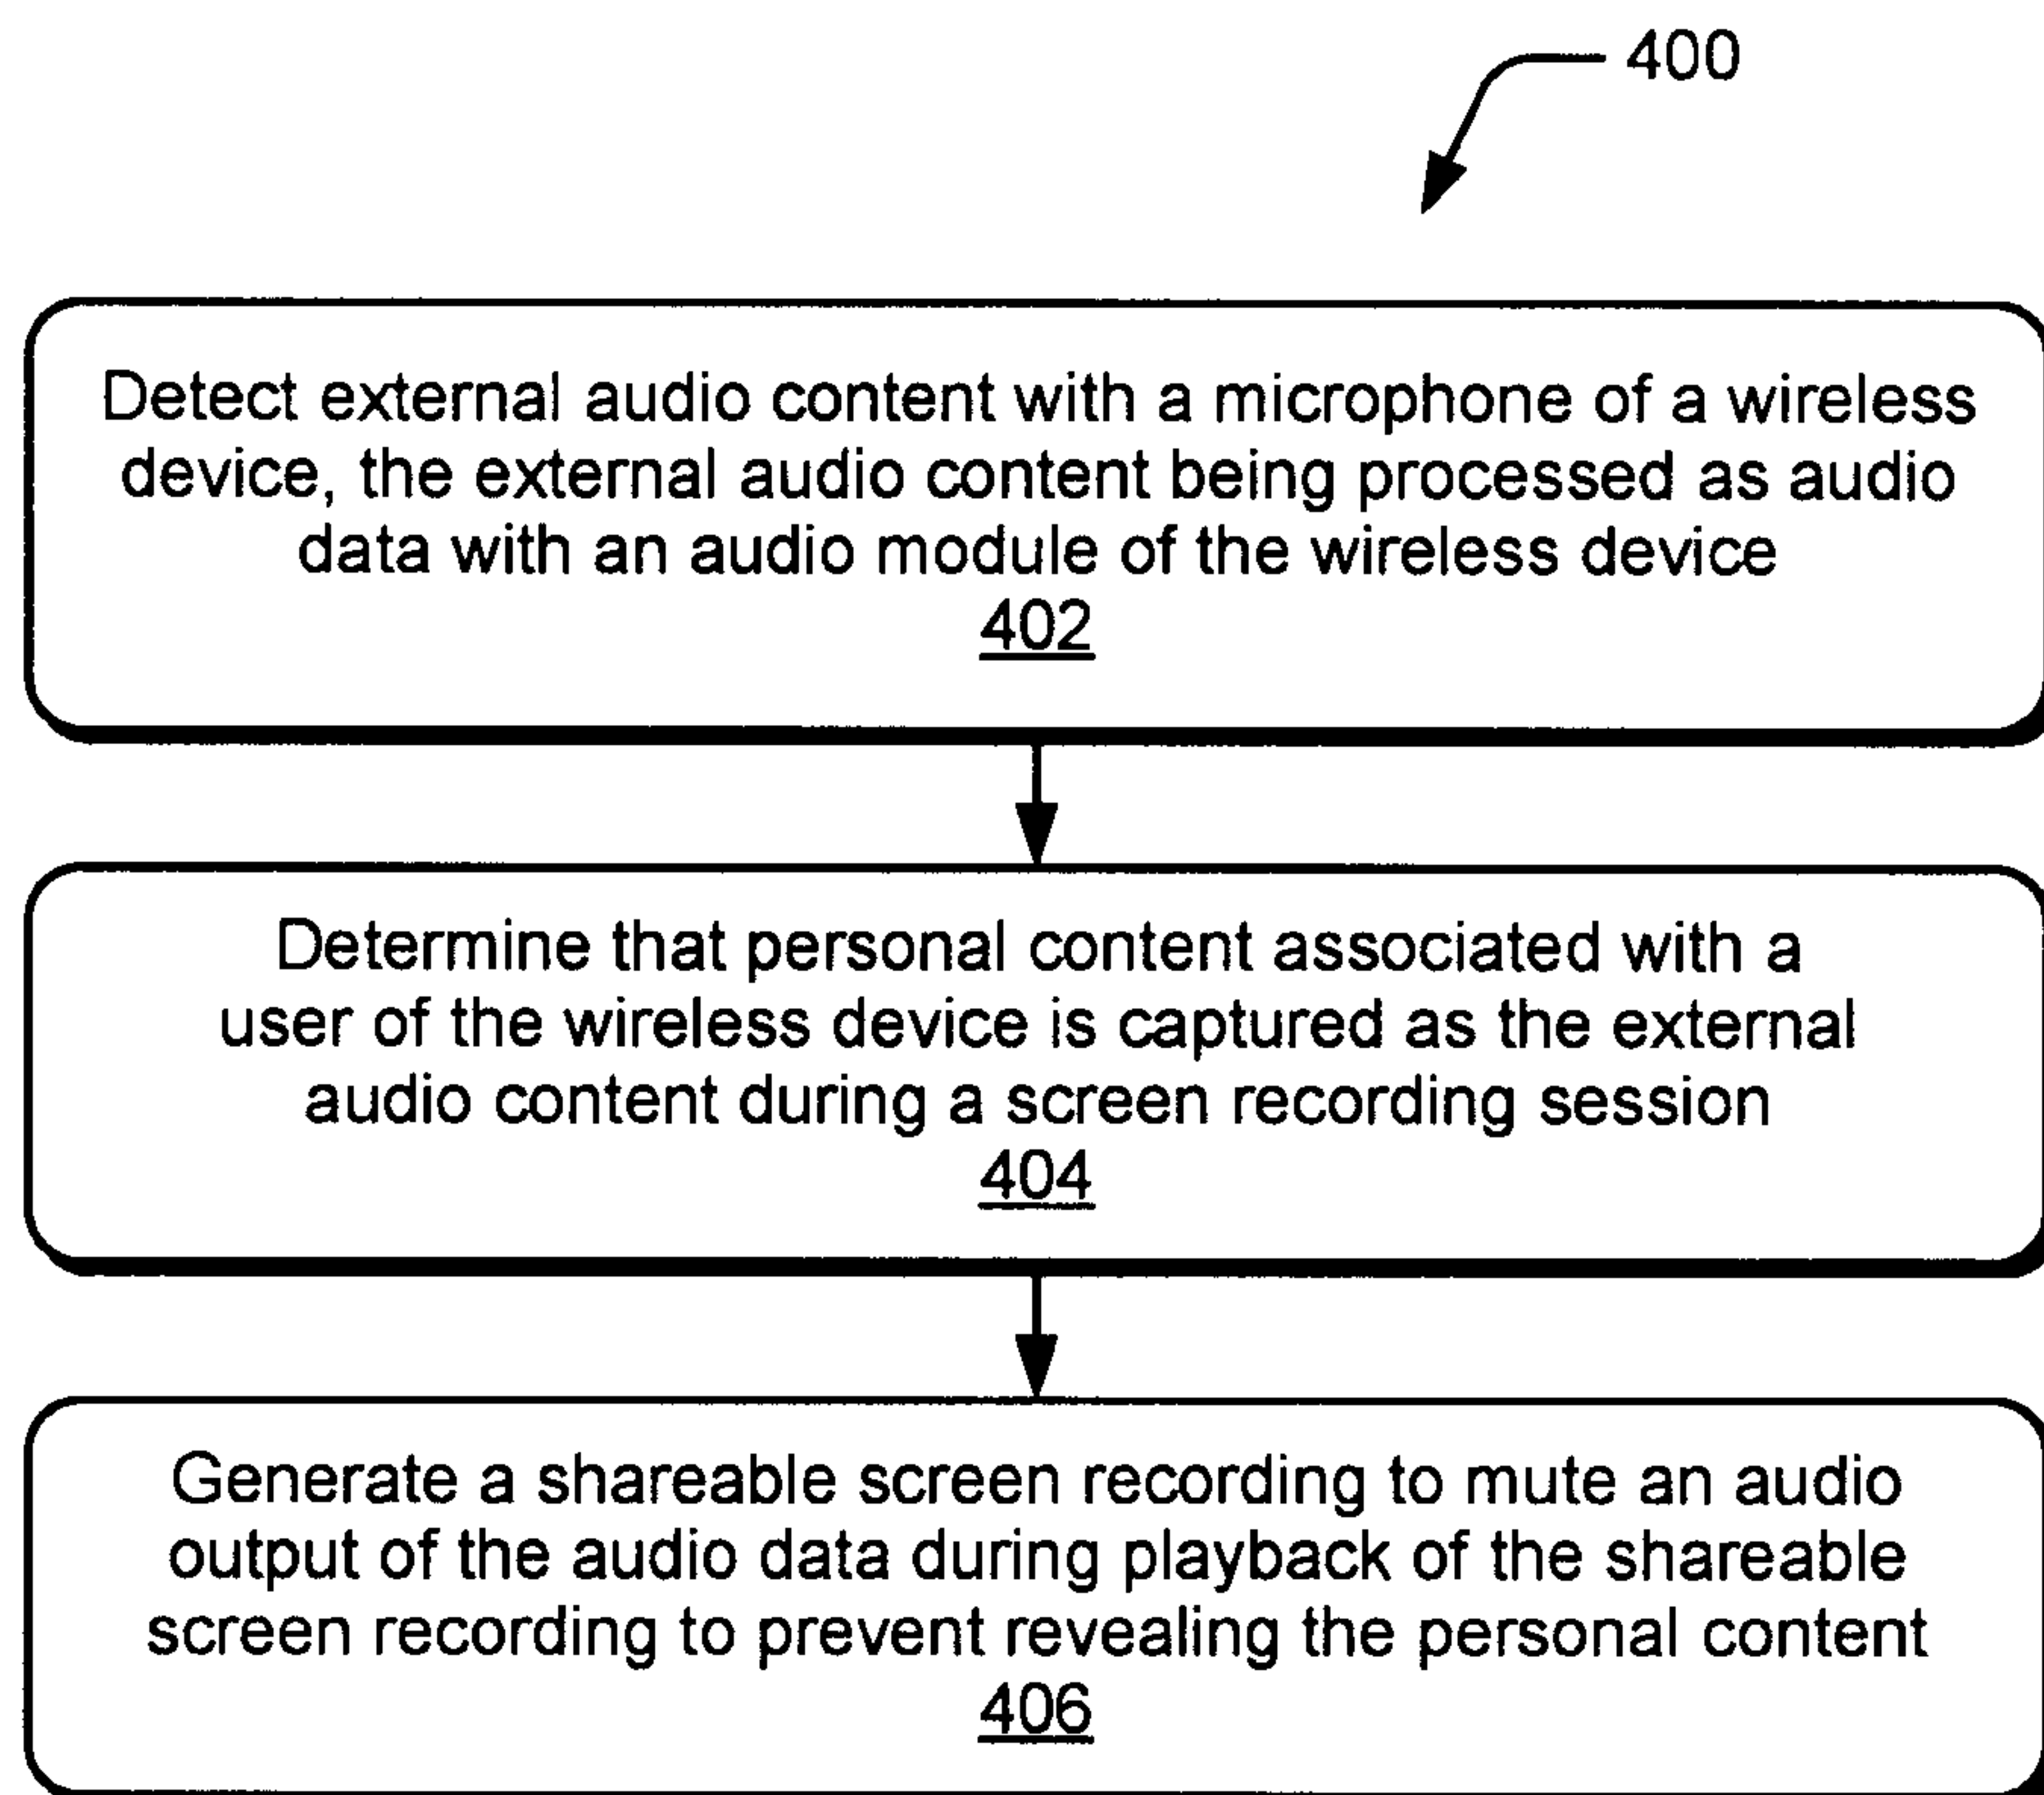 400
Detect external audio content with a microphone of a wireless
device, the external audio content being processed as audio
data with an audio module of the wireless device
402
Determine that personal content associated with a
user of the wireless device is captured as the external
audio content during a screen recording session
404
Generate a shareable screen recording to mute an audio
output of the audio data during playback of the shareable
screen recording to prevent revealing the personal content
406